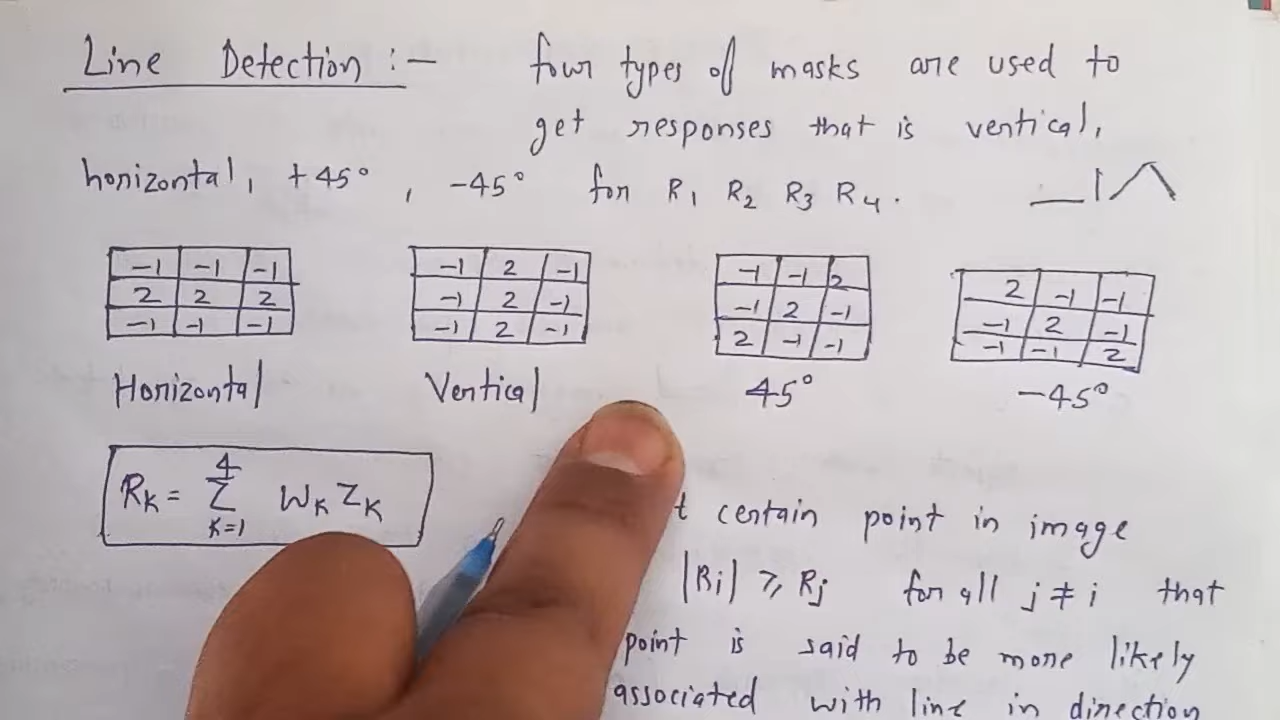 Line Detection :- four types of masks are used to
get responses that is vertical,
horizontal, +45° , -45° for R1 R2 R3 R4.
-1 -1 -1
2 2 2
-1 -1 -1
Horizontal
-1 2 -1
-1 2 -1
-1 2 -1
Vertical
-1 -1 2
-1 2 -1
2 -1 -1
45°
2 -1 -1
-1 2 -1
-1 -1 2
-45°
RK = 4 Σ K=1 WK ZK
t certain point in image
|Ri| ≥ Rj for all j ≠ i that
point is said to be more likely
associated with line in direction